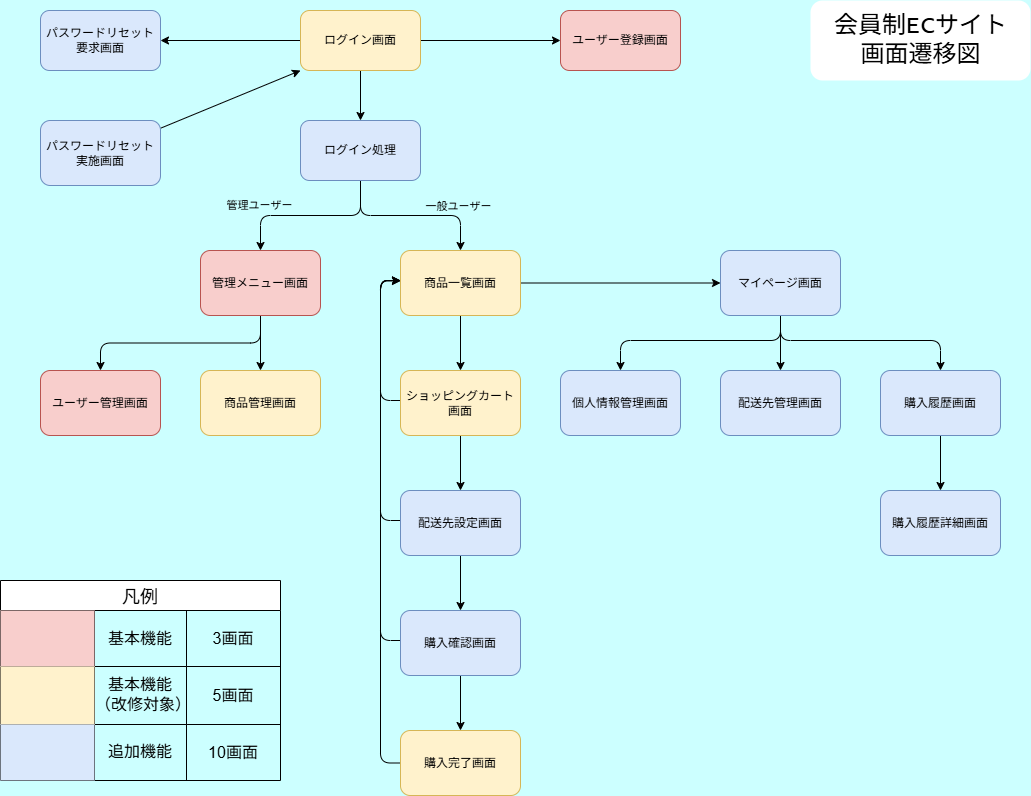 会員制ECサイト
画面遷移図
パスワードリセット
要求画面
ログイン画面
ユーザー登録画面
パスワードリセット
実施画面
ログイン処理
管理ユーザー
一般ユーザー
管理メニュー画面
商品一覧画面
マイページ画面
ユーザー管理画面
商品管理画面
ショッピングカート
画面
個人情報管理画面
配送先管理画面
購入履歴画面
配送先設定画面
購入履歴詳細画面
購入確認画面
購入完了画面
凡例
基本機能
3画面
基本機能
（改修対象）
5画面
追加機能
10画面